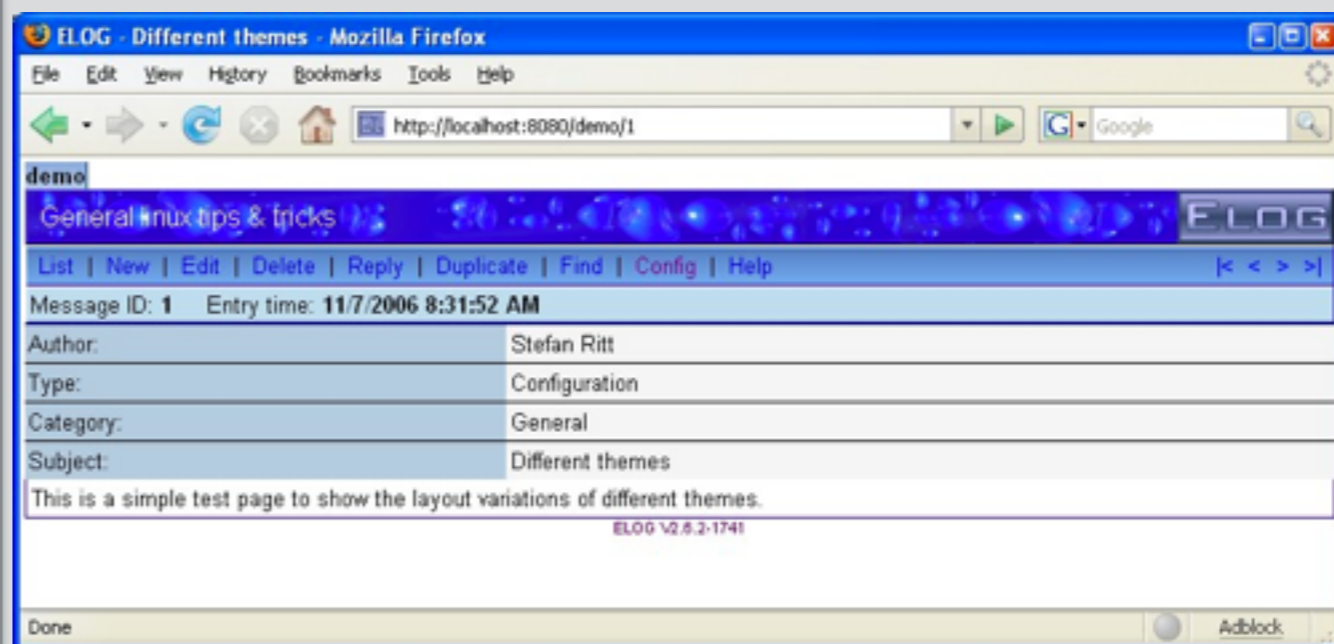 ELOG - Different themes - Mozilla Firefox
File Edit View History Bookmarks Tools Help
http://localhost:8080/demo/1 G Google
demo
General linux tips & tricks ELOG
List | New | Edit | Delete | Reply | Duplicate | Find | Config | Help |< < > >|
Message ID: 1 Entry time: 11/7/2006 8:31:52 AM
Author: Stefan Ritt
Type: Configuration
Category: General
Subject: Different themes
This is a simple test page to show the layout variations of different themes.
ELOG V2.6.2-1741
Done Adblock